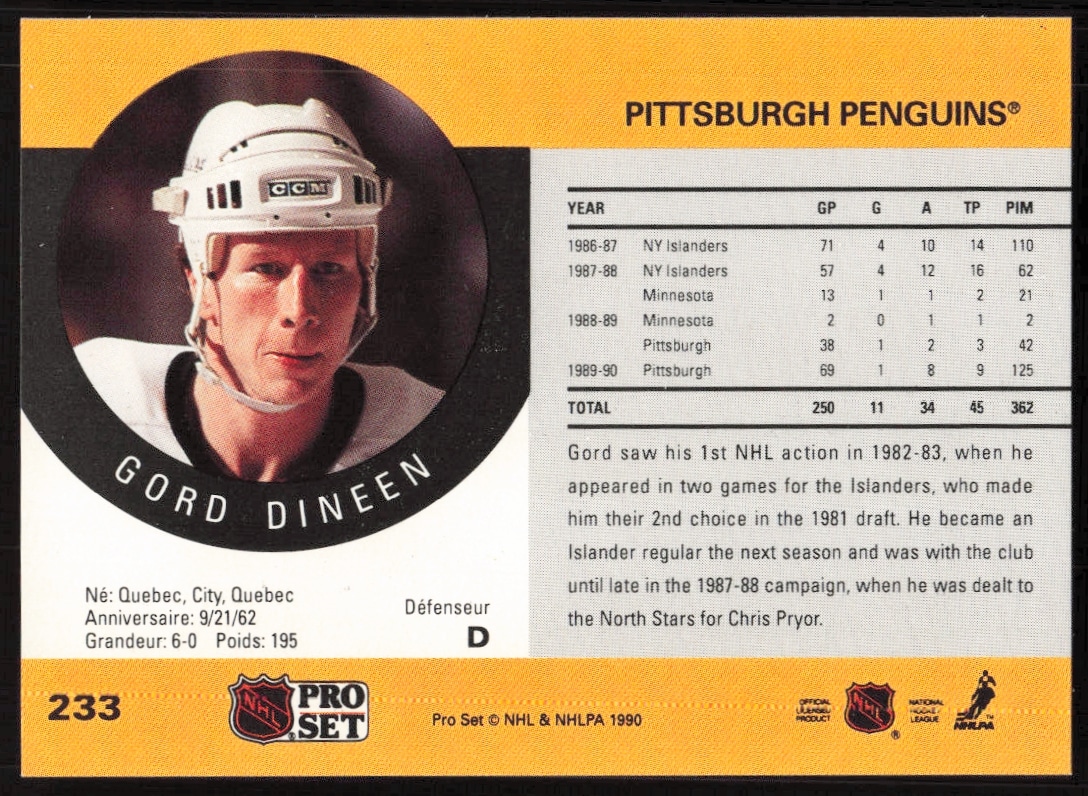 PITTSBURGH PENGUINS®
CCM
GORD DINEEN
Né: Quebec, City, Quebec
Anniversaire: 9/21/62
Grandeur: 6-0 Poids: 195
Défenseur
D
YEAR GP G A TP PIM
1986-87 NY Islanders 71 4 10 14 110
1987-88 NY Islanders 57 4 12 16 62
Minnesota 13 1 1 2 21
1988-89 Minnesota 2 0 1 1 2
Pittsburgh 38 1 2 3 42
1989-90 Pittsburgh 69 1 8 9 125
TOTAL 250 11 34 45 362
Gord saw his 1st NHL action in 1982-83, when he
appeared in two games for the Islanders, who made
him their 2nd choice in the 1981 draft. He became an
Islander regular the next season and was with the club
until late in the 1987-88 campaign, when he was dealt to
the North Stars for Chris Pryor.
233
NHL
PRO
SET
®
Pro Set © NHL & NHLPA 1990
OFFICIAL
LICENSED
PRODUCT
NHL
®
NATIONAL
HOCKEY
LEAGUE
NHLPA
™